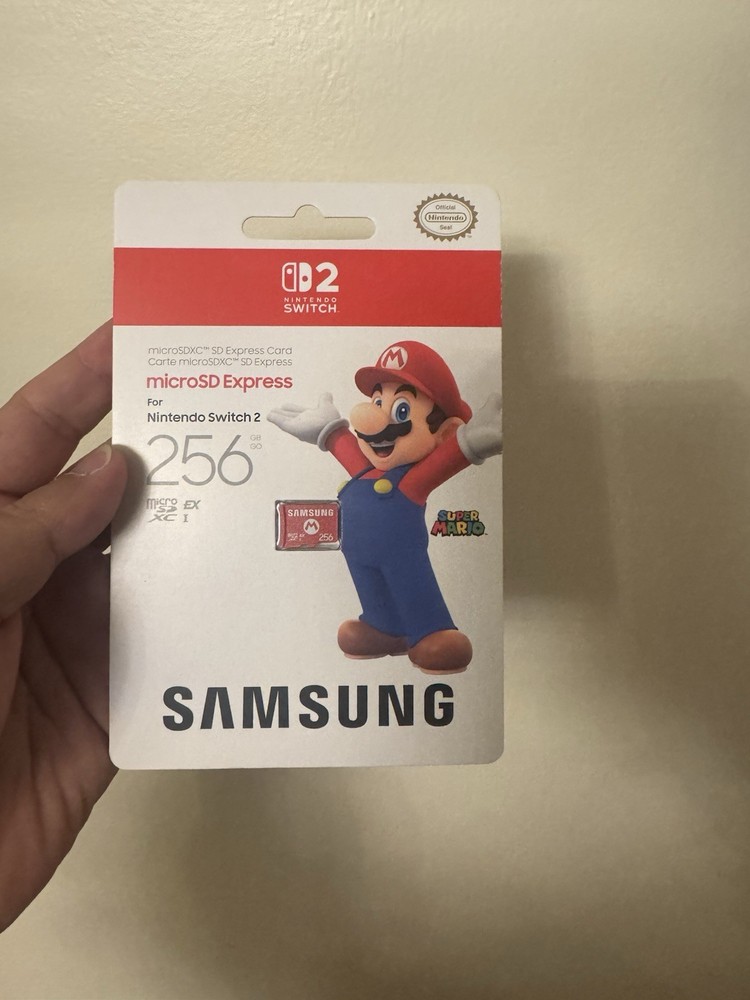 Official
Nintendo
Seal
2
NINTENDO
SWITCH
microSDXC™ SD Express Card
Carte microSDXC™ SD Express
microSD Express
For
Nintendo Switch 2
256 GB
GO
micro
SD EX
XC I
M
SAMSUNG
M
256
SUPER
MARIO
SAMSUNG